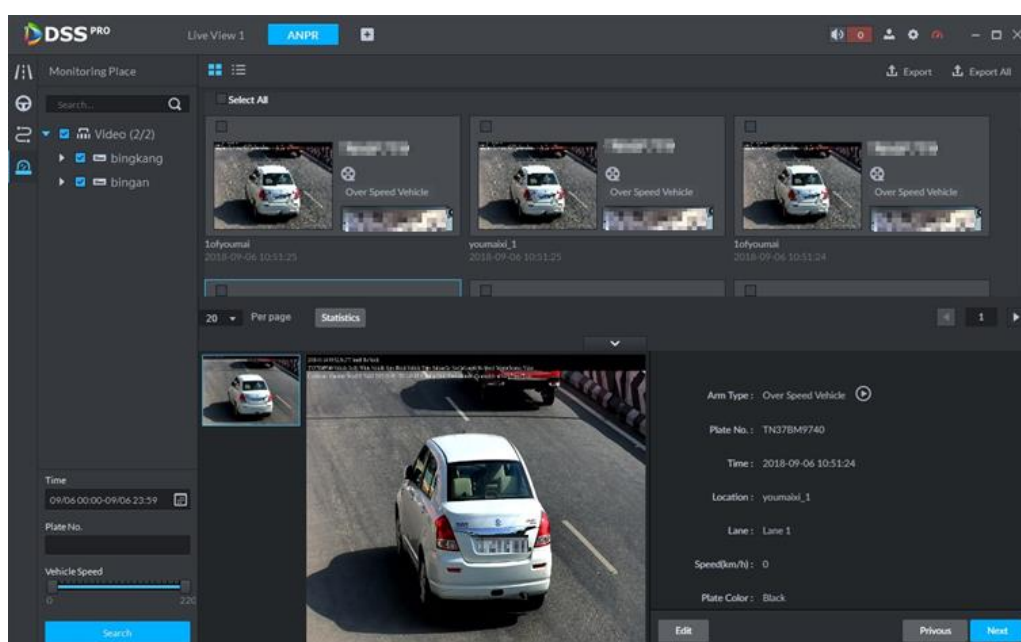 DSS PRO
Live View 1
ANPR
0
Monitoring Place
Export
Export All
Search...
Select All
Video (2/2)
bingkang
bingan
Over Speed Vehicle
Over Speed Vehicle
Over Speed Vehicle
1ofyoumai
youmaixi_1
1ofyoumai
2018-09-06 10:51:25
2018-09-06 10:51:25
2018-09-06 10:51:24
20
Per page
Statistics
1
Arm Type : Over Speed Vehicle
Plate No. : TN37BM9740
Time : 2018-09-06 10:51:24
Location : youmaixi_1
Lane : Lane 1
Speed(km/h) : 0
Plate Color : Black
Time
09/06 00:00-09/06 23:59
Plate No.
Vehicle Speed
0
220
Search
Edit
Privous
Next